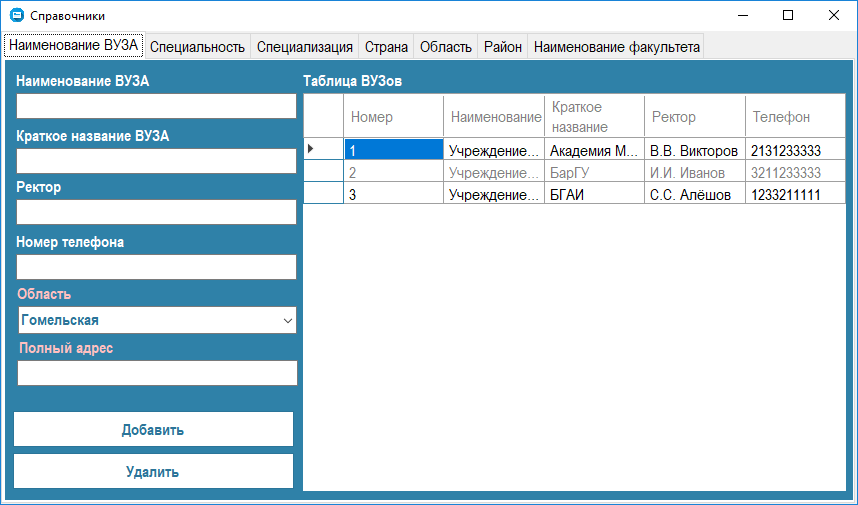 Справочники
Наименование ВУЗА Специальность Специализация Страна Область Район Наименование факультета
Наименование ВУЗА
Краткое название ВУЗА
Ректор
Номер телефона
Область
Гомельская
Полный адрес
Добавить
Удалить
Таблица ВУЗов
Номер Наименование Краткое название Ректор Телефон
1 Учреждение... Академия М... В.В. Викторов 2131233333
2 Учреждение... БарГУ И.И. Иванов 3211233333
3 Учреждение... БГАИ С.С. Алёшов 1233211111